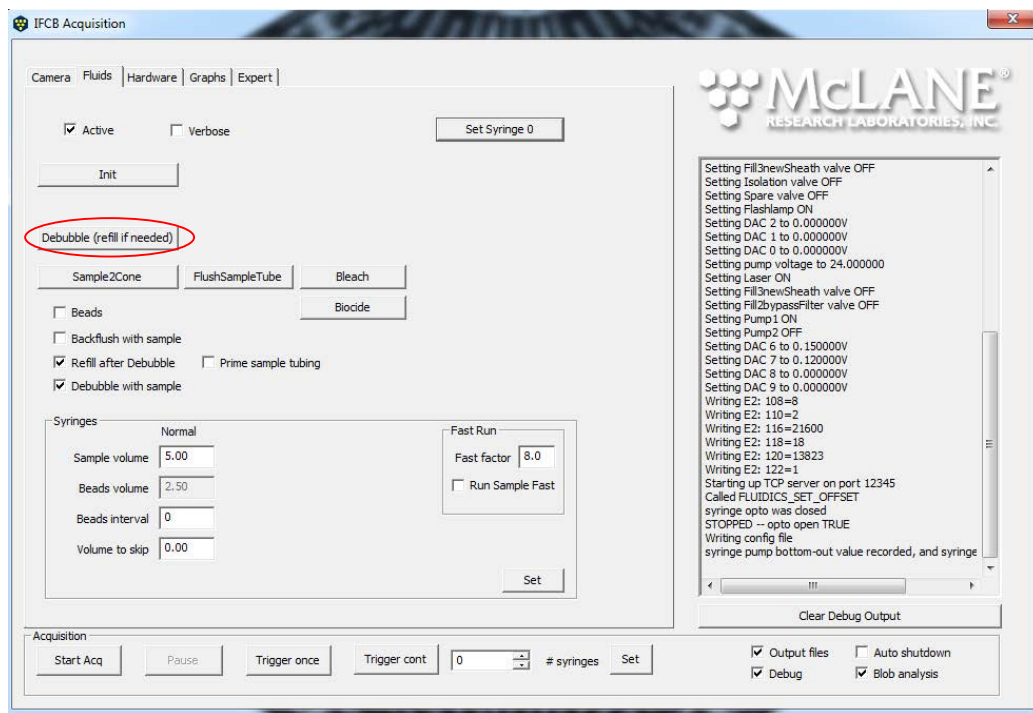 IFCB Acquisition
Camera Fluids Hardware Graphs Expert
Active Verbose Set Syringe 0
Init
Debubble (refill if needed)
Sample2Cone FlushSampleTube Bleach
Beads Biocide
Backflush with sample
Refill after Debubble Prime sample tubing
Debubble with sample
Syringes
Normal
Sample volume 5.00
Beads volume 2.50
Beads interval 0
Volume to skip 0.00
Fast Run
Fast factor 8.0
Run Sample Fast
Set
McLANE®
RESEARCH LABORATORIES, INC.
Setting Fill3newSheath valve OFF
Setting Isolation valve OFF
Setting Spare valve OFF
Setting Flashlamp ON
Setting DAC 2 to 0.000000V
Setting DAC 1 to 0.000000V
Setting DAC 0 to 0.000000V
Setting pump voltage to 24.000000
Setting Laser ON
Setting Fill3newSheath valve OFF
Setting Fill2bypassFilter valve OFF
Setting Pump1 ON
Setting Pump2 OFF
Setting DAC 6 to 0.150000V
Setting DAC 7 to 0.120000V
Setting DAC 8 to 0.000000V
Setting DAC 9 to 0.000000V
Writing E2: 108=8
Writing E2: 110=2
Writing E2: 116=21600
Writing E2: 118=18
Writing E2: 120=13823
Writing E2: 122=1
Starting up TCP server on port 12345
Called FLUIDICS_SET_OFFSET
syringe opto was closed
STOPPED -- opto open TRUE
Writing config file
syringe pump bottom-out value recorded, and syringe
Clear Debug Output
Acquisition
Start Acq Pause Trigger once Trigger cont 0 # syringes Set
Output files Auto shutdown
Debug Blob analysis